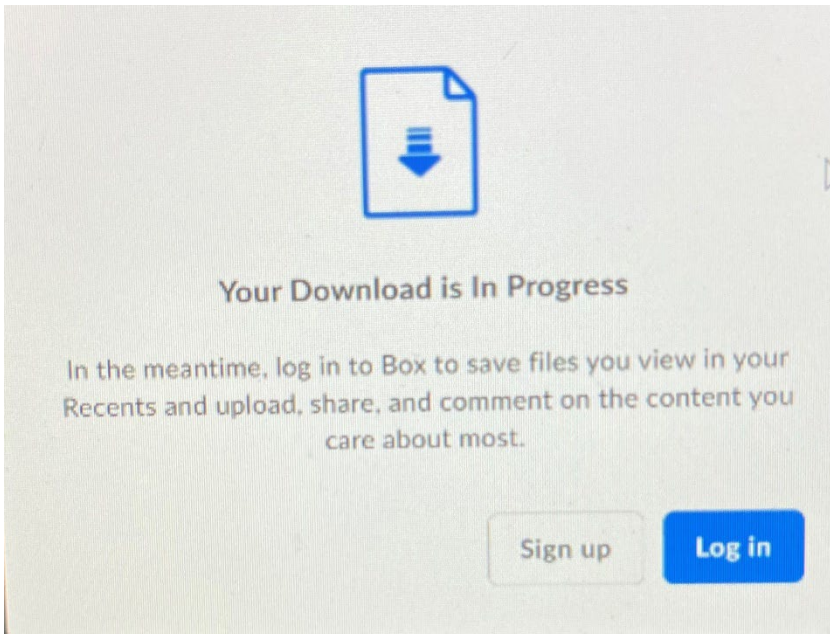 Your Download is In Progress
In the meantime, log in to Box to save files you view in your
Recents and upload, share, and comment on the content you
care about most.
Sign up
Log in